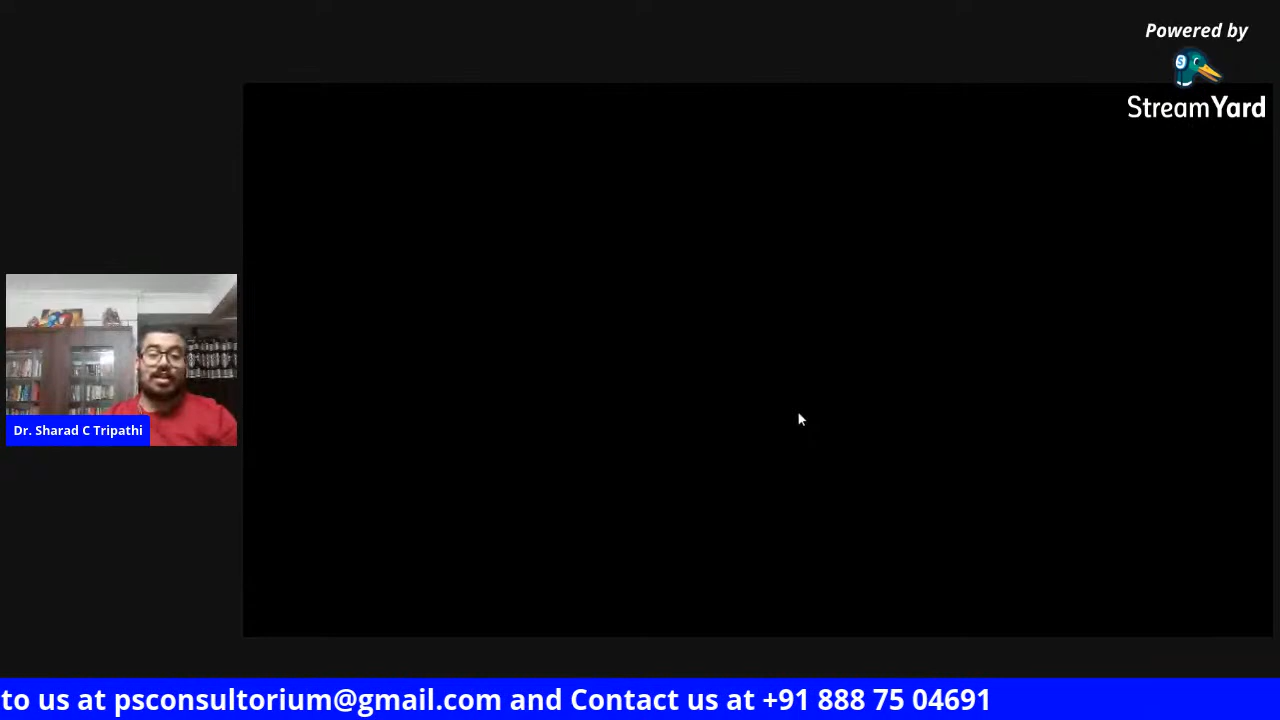 Powered by
StreamYard
Dr. Sharad C Tripathi
to us at psconsultorium@gmail.com and Contact us at +91 888 75 04691